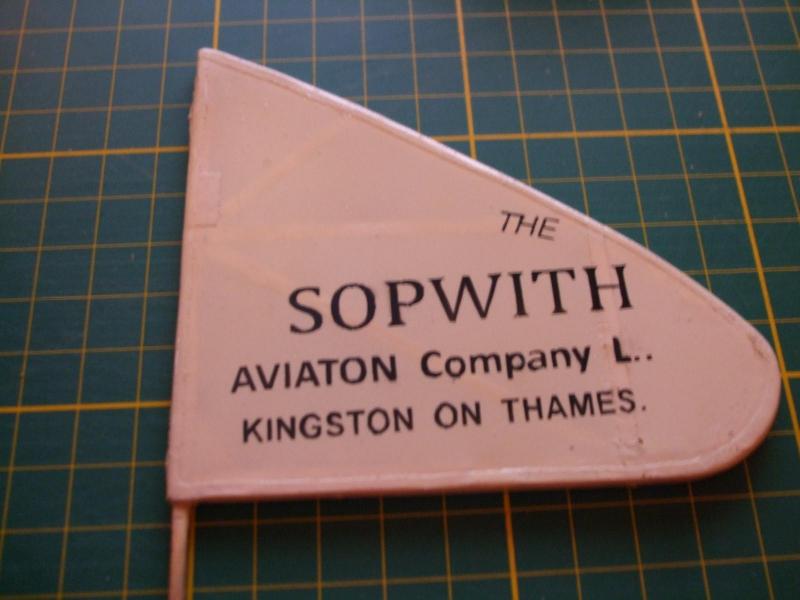 THE
SOPWITH
AVIATON Company L..
KINGSTON ON THAMES.